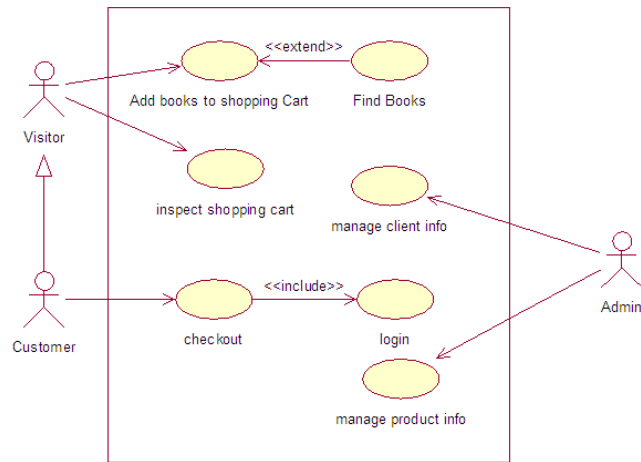 <<extend>>
Add books to shopping Cart
Find Books
Visitor
inspect shopping cart
manage client info
<<include>>
Admin
Customer
checkout
login
manage product info